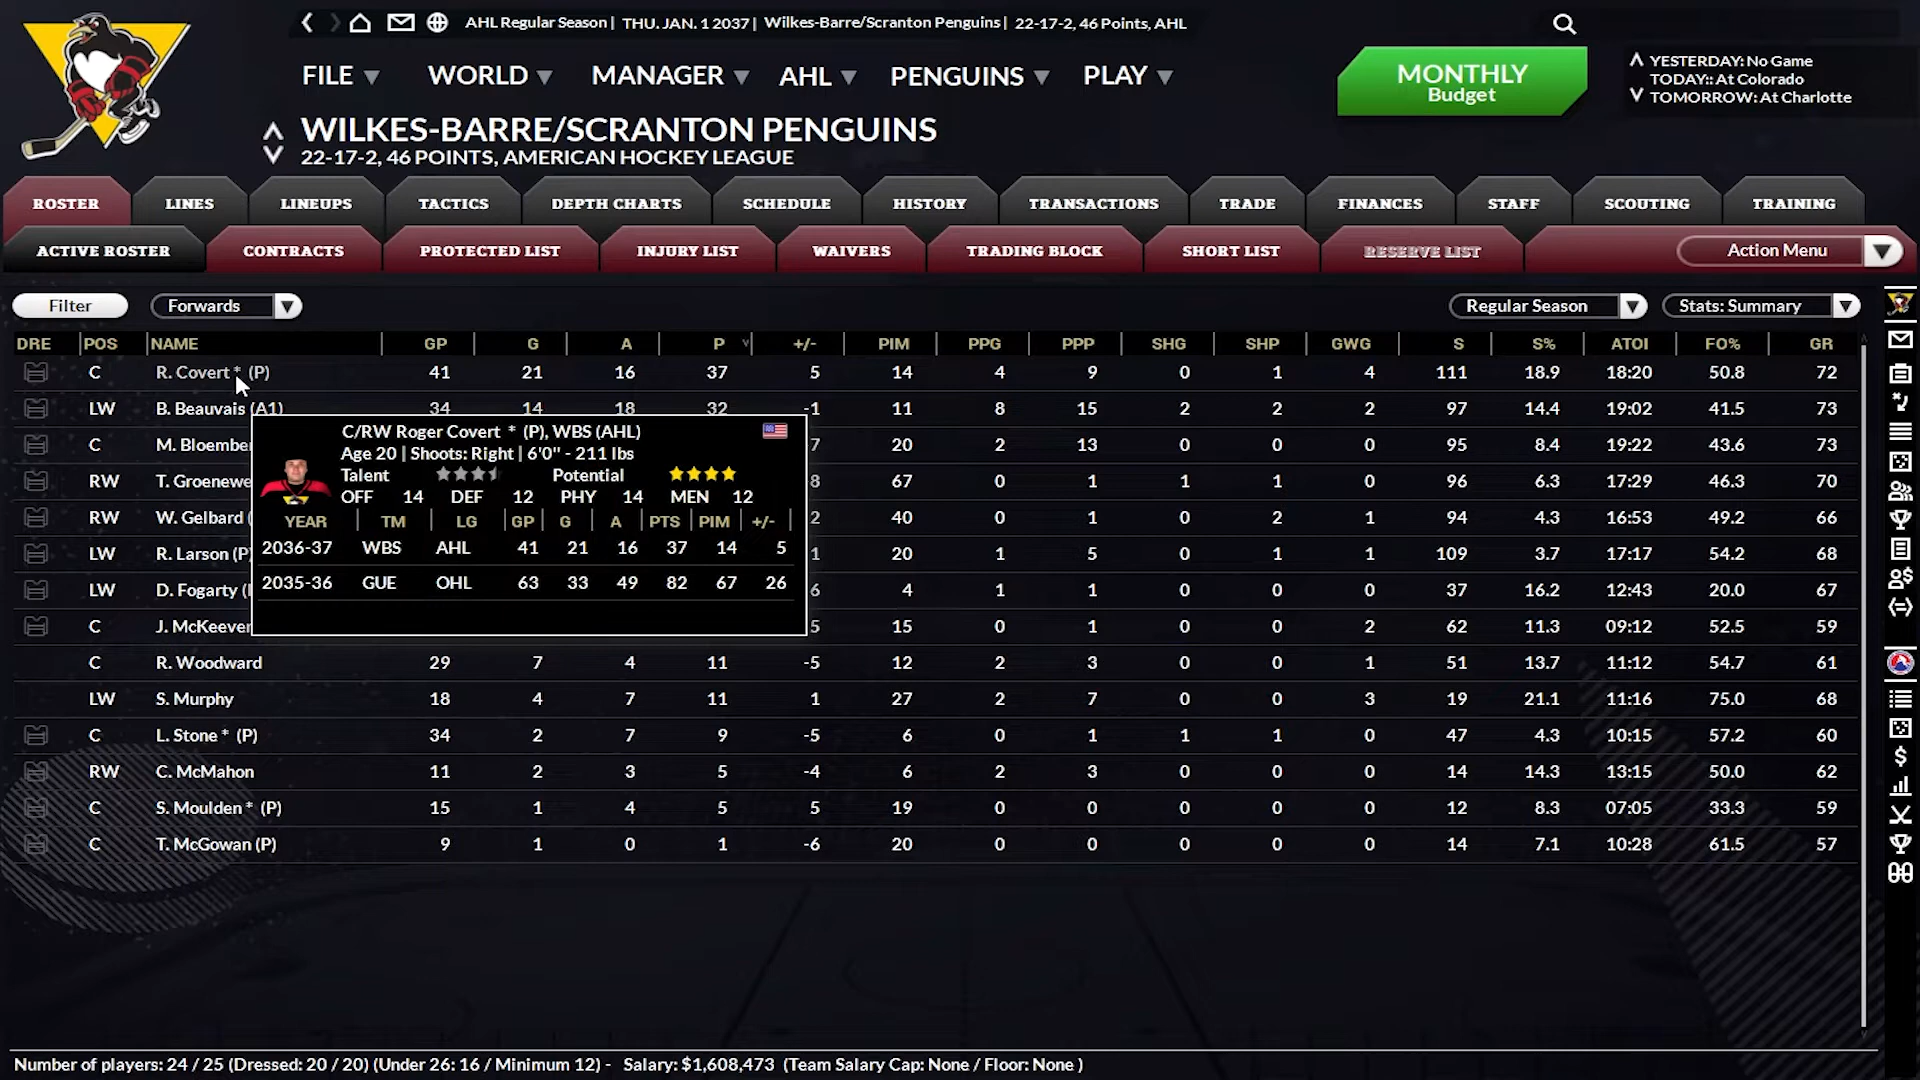 AHL Regular Season | THU. JAN. 1 2037 | Wilkes-Barre/Scranton Penguins | 22-17-2, 46 Points, AHL
FILE WORLD MANAGER AHL PENGUINS PLAY
MONTHLY
Budget
YESTERDAY: No Game
TODAY:: At Colorado
TOMORROW: At Charlotte
WILKES-BARRE/SCRANTON PENGUINS
22-17-2, 46 POINTS, AMERICAN HOCKEY LEAGUE
ROSTER LINES LINEUPS TACTICS DEPTH CHARTS SCHEDULE HISTORY TRANSACTIONS TRADE FINANCES STAFF SCOUTING TRAINING
ACTIVE ROSTER CONTRACTS PROTECTED LIST INJURY LIST WAIVERS TRADING BLOCK SHORT LIST RESERVE LIST Action Menu
Filter Forwards Regular Season Stats: Summary
DRE POS NAME GP G A P +/- PIM PPG PPP SHG SHP GWG S S% ATOI FO% GR
C R. Covert * (P) 41 21 16 37 5 14 4 9 0 1 4 111 18.9 18:20 50.8 72
LW B. Beauvais (A1) 34 14 18 32 -1 11 8 15 2 2 2 97 14.4 19:02 41.5 73
C M. Bloember 7 20 2 13 0 0 0 95 8.4 19:22 43.6 73
RW T. Groenewe 8 67 0 1 1 1 0 96 6.3 17:29 46.3 70
RW W. Gelbard ( 2 40 0 1 0 2 1 94 4.3 16:53 49.2 66
LW R. Larson (P) 1 20 1 5 0 1 1 109 3.7 17:17 54.2 68
LW D. Fogarty ( 6 4 1 1 0 0 0 37 16.2 12:43 20.0 67
C J. McKeever 5 15 0 1 0 0 2 62 11.3 09:12 52.5 59
C R. Woodward 29 7 4 11 -5 12 2 3 0 0 1 51 13.7 11:12 54.7 61
LW S. Murphy 18 4 7 11 1 27 2 7 0 0 3 19 21.1 11:16 75.0 68
C L. Stone * (P) 34 2 7 9 -5 6 0 1 1 1 0 47 4.3 10:15 57.2 60
RW C. McMahon 11 2 3 5 -4 6 2 3 0 0 0 14 14.3 13:15 50.0 62
C S. Moulden * (P) 15 1 4 5 5 19 0 0 0 0 0 12 8.3 07:05 33.3 59
C T. McGowan (P) 9 1 0 1 -6 20 0 0 0 0 0 14 7.1 10:28 61.5 57
C/RW Roger Covert * (P), WBS (AHL)
Age 20 | Shoots: Right | 6'0" - 211 lbs
Talent Potential
OFF 14 DEF 12 PHY 14 MEN 12
YEAR TM LG GP G A PTS PIM +/-
2036-37 WBS AHL 41 21 16 37 14 5
2035-36 GUE OHL 63 33 49 82 67 26
Number of players: 24 / 25 (Dressed: 20 / 20) (Under 26: 16 / Minimum 12) - Salary: $1,608,473 (Team Salary Cap: None / Floor: None )